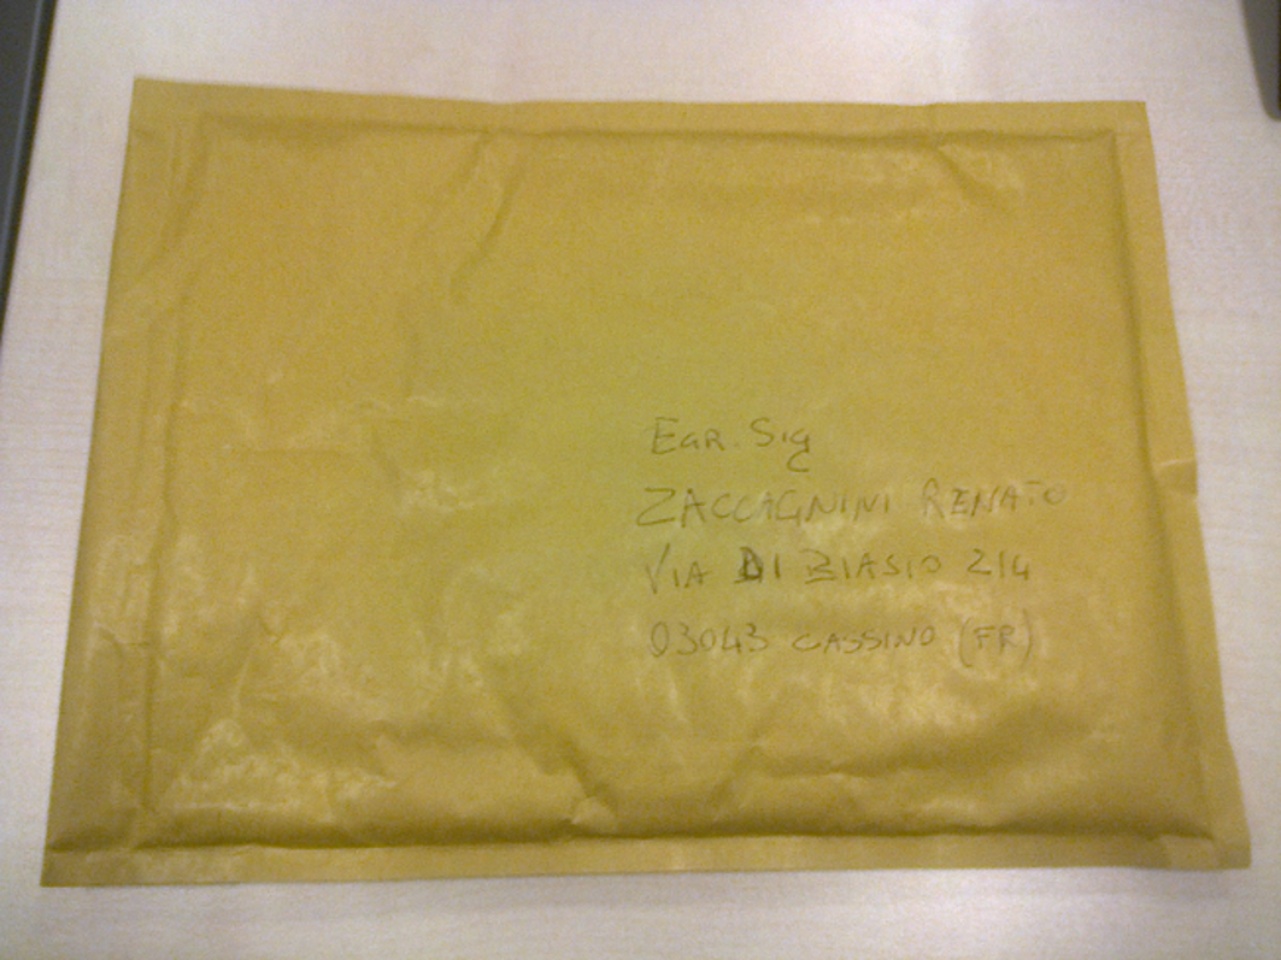 EGR. Sig
ZACCAGNINI RENATO
VIA DI BIASIO 214
03043 CASSINO (FR)